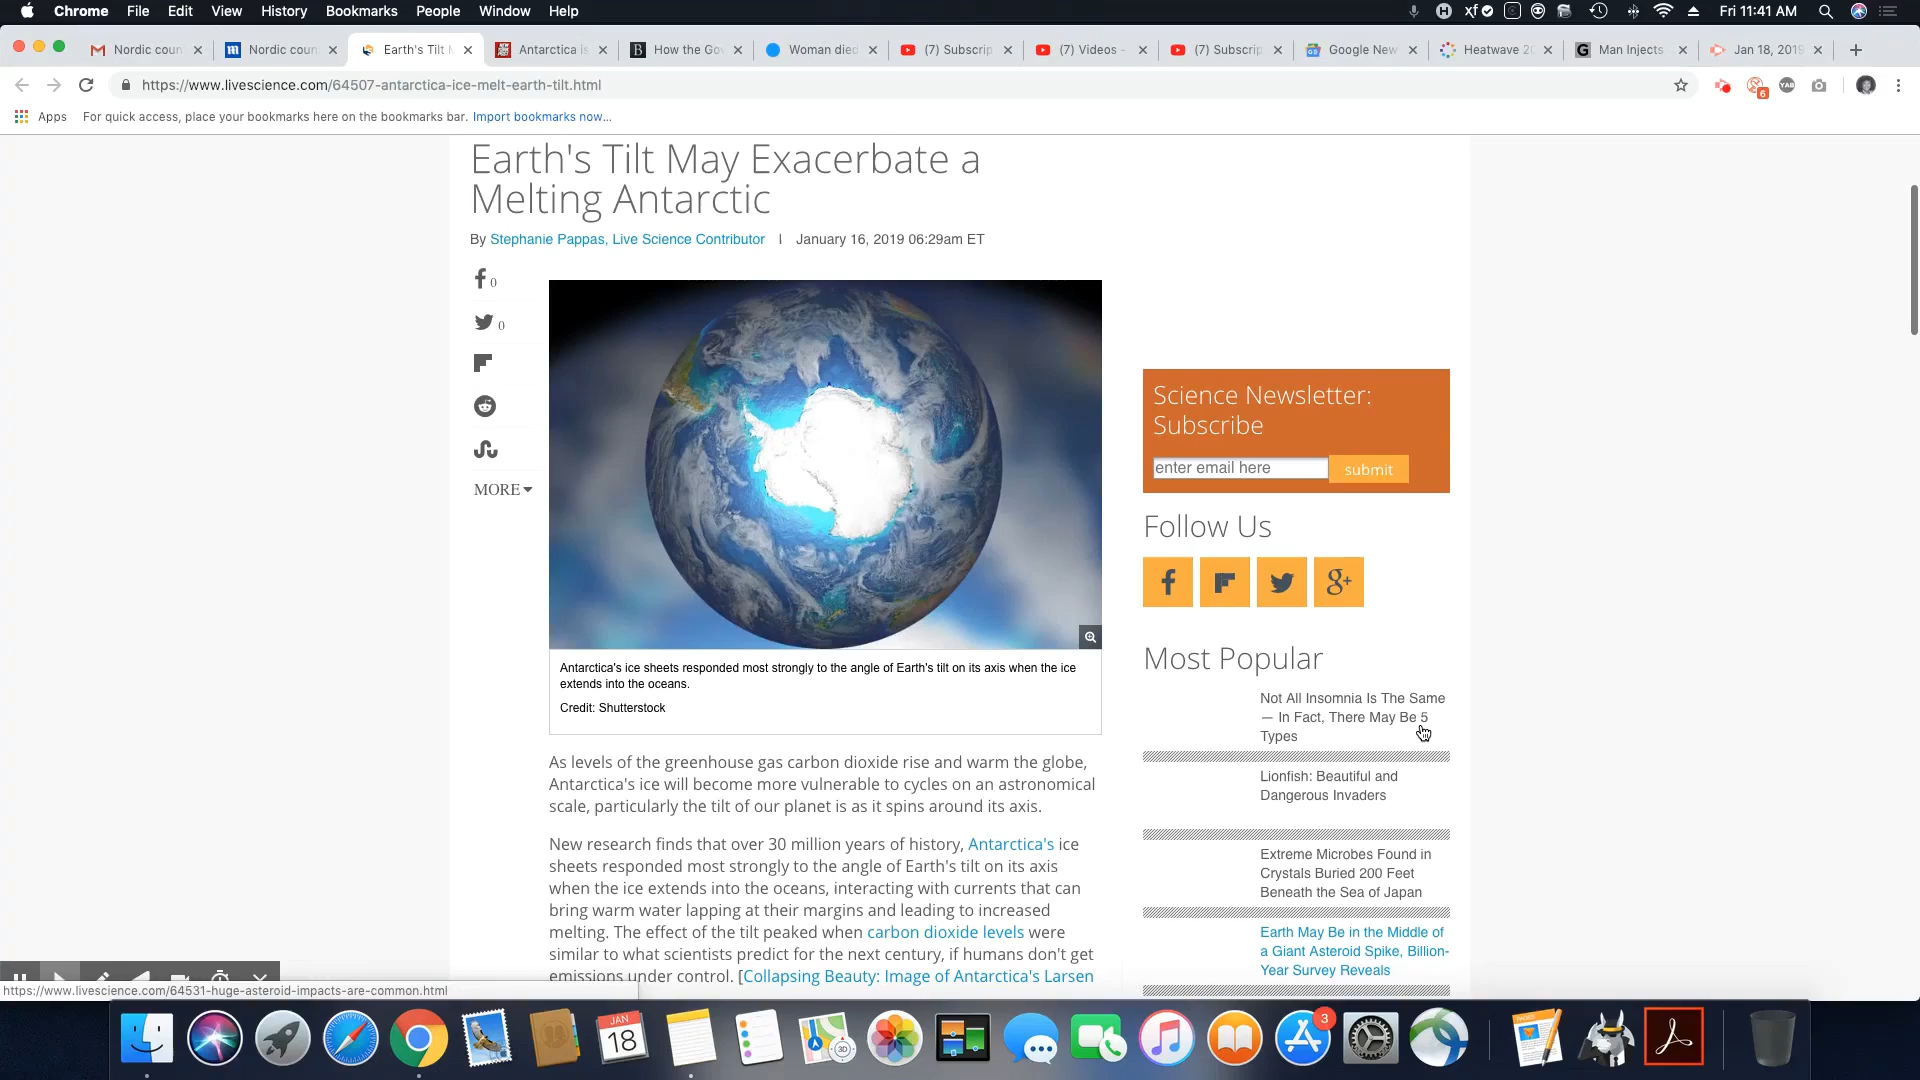 Chrome File Edit View History Bookmarks People Window Help
Fri 11:41 AM
Nordic coun
Nordic coun
Earth's Tilt M
Antarctica is
How the Gov
Woman died
(7) Subscrip
(7) Videos -
(7) Subscrip
Google New
Heatwave 20
Man Injects
Jan 18, 2019
https://www.livescience.com/64507-antarctica-ice-melt-earth-tilt.html
6
YAB
Apps For quick access, place your bookmarks here on the bookmarks bar. Import bookmarks now...
Earth's Tilt May Exacerbate a
Melting Antarctic
By Stephanie Pappas, Live Science Contributor | January 16, 2019 06:29am ET
0
0
MORE
Antarctica's ice sheets responded most strongly to the angle of Earth's tilt on its axis when the ice
extends into the oceans.
Credit: Shutterstock
As levels of the greenhouse gas carbon dioxide rise and warm the globe,
Antarctica's ice will become more vulnerable to cycles on an astronomical
scale, particularly the tilt of our planet is as it spins around its axis.
New research finds that over 30 million years of history, Antarctica's ice
sheets responded most strongly to the angle of Earth's tilt on its axis
when the ice extends into the oceans, interacting with currents that can
bring warm water lapping at their margins and leading to increased
melting. The effect of the tilt peaked when carbon dioxide levels were
similar to what scientists predict for the next century, if humans don't get
emissions under control. [Collapsing Beauty: Image of Antarctica's Larsen
Science Newsletter:
Subscribe
enter email here submit
Follow Us
Most Popular
Not All Insomnia Is The Same
— In Fact, There May Be 5
Types
Lionfish: Beautiful and
Dangerous Invaders
Extreme Microbes Found in
Crystals Buried 200 Feet
Beneath the Sea of Japan
Earth May Be in the Middle of
a Giant Asteroid Spike, Billion-
Year Survey Reveals
https://www.livescience.com/64531-huge-asteroid-impacts-are-common.html
JAN
18
3D
3